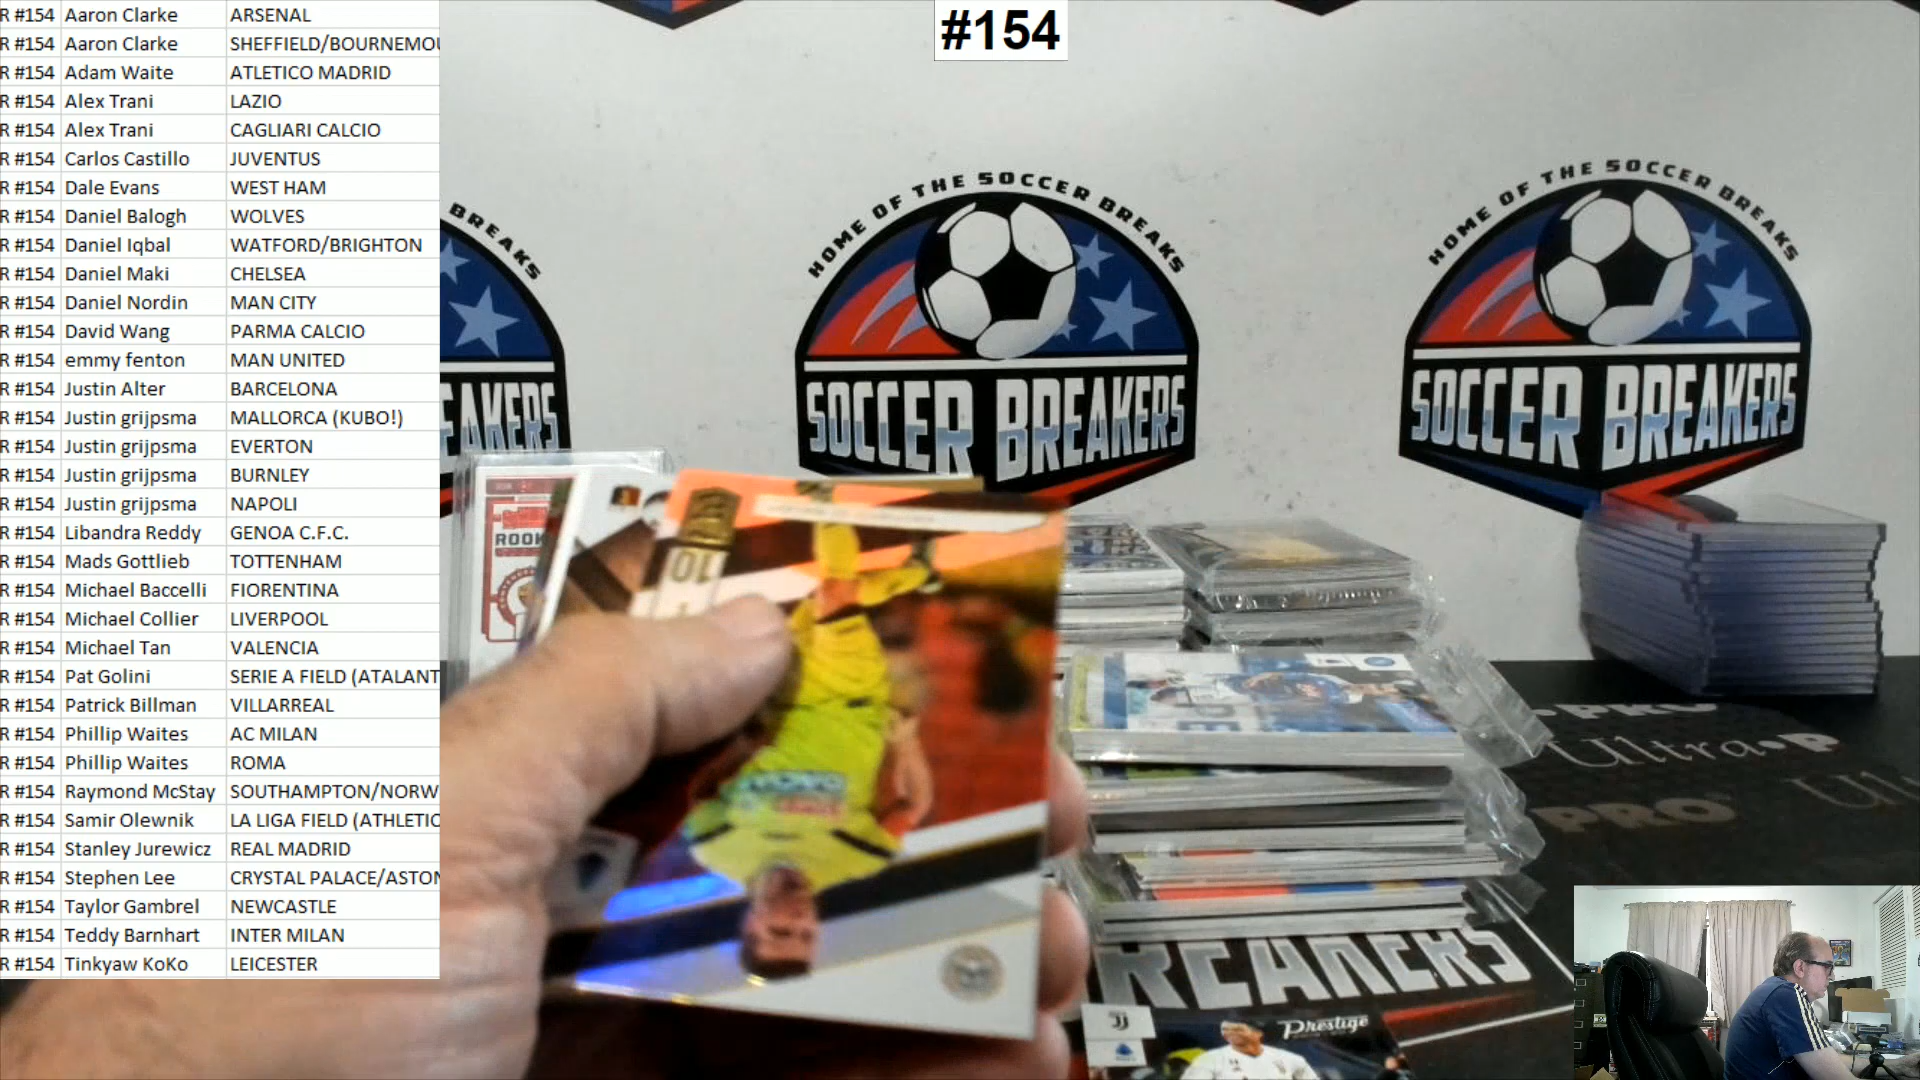 R #154 Aaron Clarke ARSENAL
R #154 Aaron Clarke SHEFFIELD/BOURNEMOU
R #154 Adam Waite ATLETICO MADRID
R #154 Alex Trani LAZIO
R #154 Alex Trani CAGLIARI CALCIO
R #154 Carlos Castillo JUVENTUS
R #154 Dale Evans WEST HAM
R #154 Daniel Balogh WOLVES
R #154 Daniel Iqbal WATFORD/BRIGHTON
R #154 Daniel Maki CHELSEA
R #154 Daniel Nordin MAN CITY
R #154 David Wang PARMA CALCIO
R #154 emmy fenton MAN UNITED
R #154 Justin Alter BARCELONA
R #154 Justin grijpsma MALLORCA (KUBO!)
R #154 Justin grijpsma EVERTON
R #154 Justin grijpsma BURNLEY
R #154 Justin grijpsma NAPOLI
R #154 Libandra Reddy GENOA C.F.C.
R #154 Mads Gottlieb TOTTENHAM
R #154 Michael Baccelli FIORENTINA
R #154 Michael Collier LIVERPOOL
R #154 Michael Tan VALENCIA
R #154 Pat Golini SERIE A FIELD (ATALANT
R #154 Patrick Billman VILLARREAL
R #154 Phillip Waites AC MILAN
R #154 Phillip Waites ROMA
R #154 Raymond McStay SOUTHAMPTON/NORW
R #154 Samir Olewnik LA LIGA FIELD (ATHLETIC
R #154 Stanley Jurewicz REAL MADRID
R #154 Stephen Lee CRYSTAL PALACE/ASTON
R #154 Taylor Gambrel NEWCASTLE
R #154 Teddy Barnhart INTER MILAN
R #154 Tinkyaw KoKo LEICESTER
#154
BREAKS
EAKERS
HOME OF THE SOCCER BREAKS
SOCCER BREAKERS
HOME OF THE SOCCER BREAKS
SOCCER BREAKERS
ROOK
10
PRO
Ultra P
PRO Ul
REAKERS
Prestige